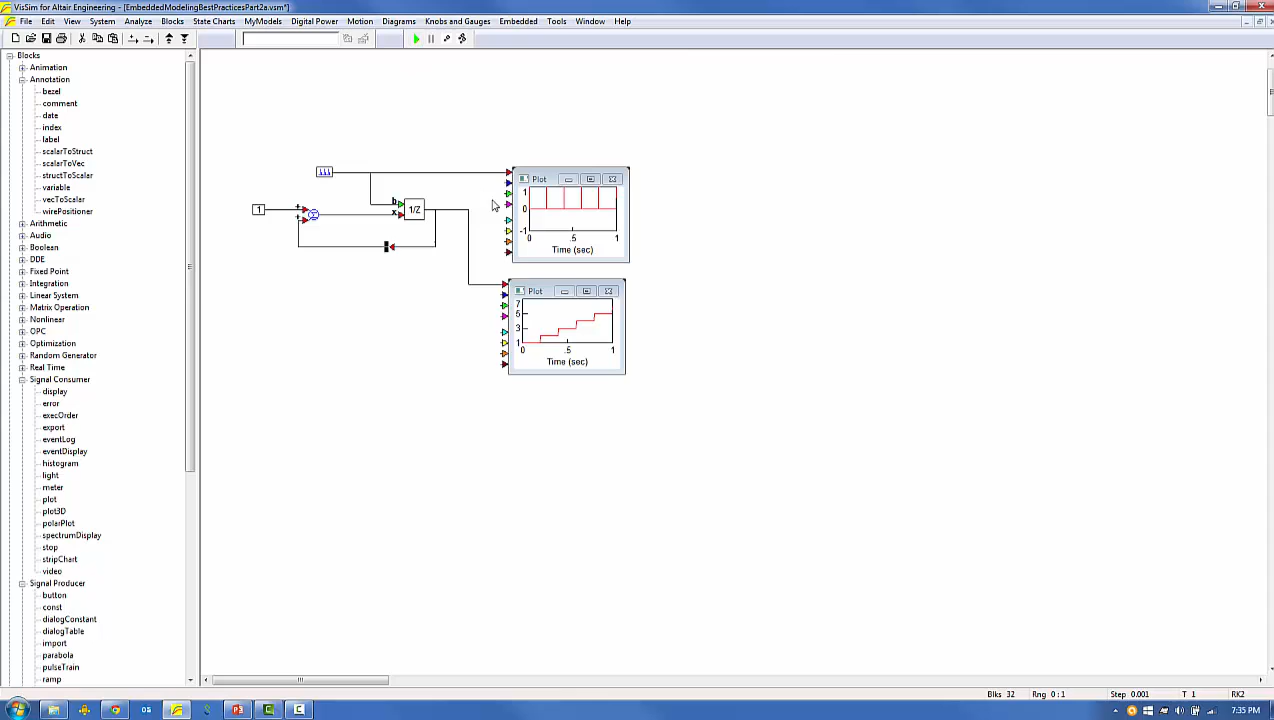 VisSim for Altair Engineering - [EmbeddedModelingBestPracticesPart2a.vsm*]
File Edit View System Analyze Blocks State Charts MyModels Digital Power Motion Diagrams Knobs and Gauges Embedded Tools Window Help
Blocks
Animation
Annotation
bezel
comment
date
index
label
scalarToStruct
scalarToVec
structToScalar
variable
vecToScalar
wirePositioner
Arithmetic
Audio
Boolean
DDE
Fixed Point
Integration
Linear System
Matrix Operation
Nonlinear
OPC
Optimization
Random Generator
Real Time
Signal Consumer
display
error
execOrder
export
eventLog
eventDisplay
histogram
light
meter
plot
plot3D
polarPlot
spectrumDisplay
stop
stripChart
video
Signal Producer
button
const
dialogConstant
dialogTable
import
parabola
pulseTrain
ramp
1
+
+
b
x
1/Z
Plot
1
0
-1
0 .5 1
Time (sec)
Plot
7
5
3
1
0 .5 1
Time (sec)
Blks 32 Rng 0 : 1 Step 0.001 T 1 RK2
7:35 PM